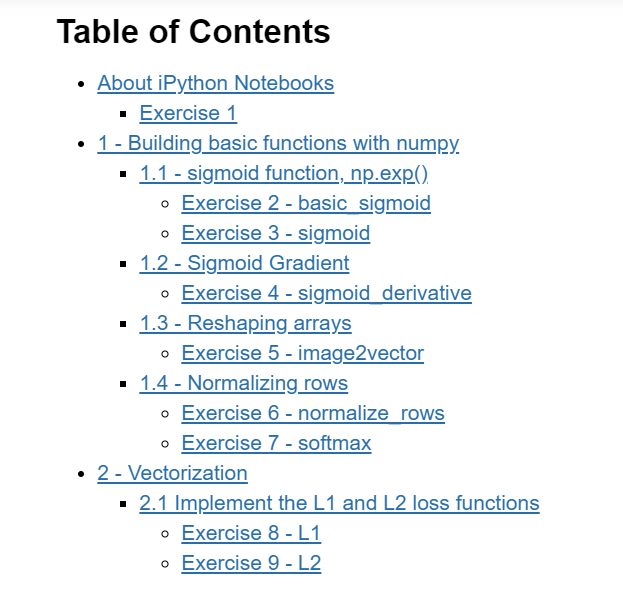 Table of Contents
About iPython Notebooks
Exercise 1
1 - Building basic functions with numpy
1.1 - sigmoid function, np.exp()
Exercise 2 - basic_sigmoid
Exercise 3 - sigmoid
1.2 - Sigmoid Gradient
Exercise 4 - sigmoid_derivative
1.3 - Reshaping arrays
Exercise 5 - image2vector
1.4 - Normalizing rows
Exercise 6 - normalize_rows
Exercise 7 - softmax
2 - Vectorization
2.1 Implement the L1 and L2 loss functions
Exercise 8 - L1
Exercise 9 - L2